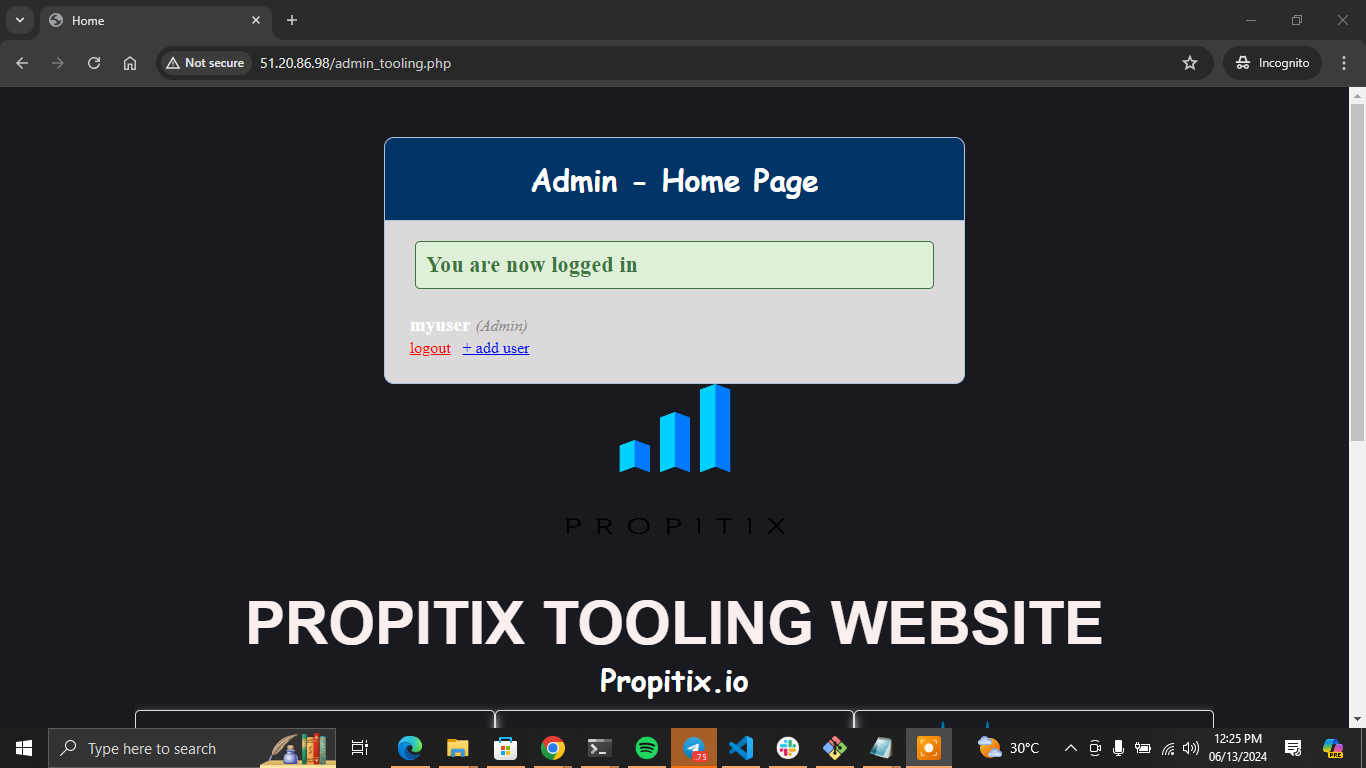 Home
Not secure
51.20.86.98/admin_tooling.php
Incognito
Admin - Home Page
You are now logged in
myuser (Admin)
logout + add user
PROPITIX
PROPITIX TOOLING WEBSITE
Propitix.io
Type here to search
.75
30°C
12:25 PM
06/13/2024
PRE